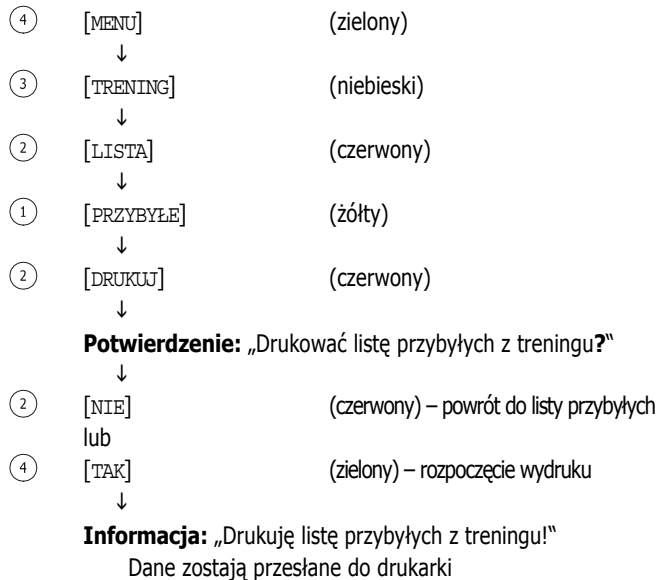 ④ [MENU] (zielony)
↓
③ [TRENING] (niebieski)
↓
② [LISTA] (czerwony)
↓
① [PRZYBYŁE] (żółty)
↓
② [DRUKUJ] (czerwony)
↓
Potwierdzenie: „Drukować listę przybyłych z treningu?“
↓
② [NIE] (czerwony) – powrót do listy przybyłych
lub
④ [TAK] (zielony) – rozpoczęcie wydruku
↓
Informacja: „Drukuję listę przybyłych z treningu!“
Dane zostają przesłane do drukarki